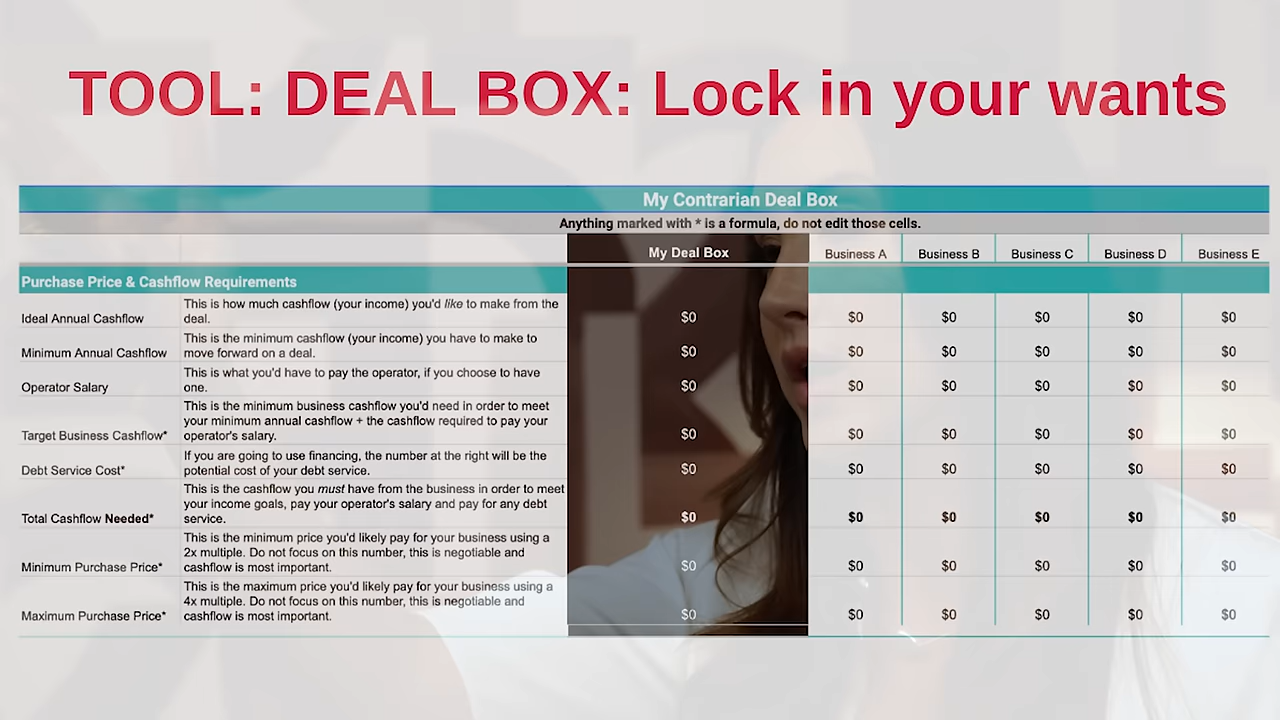 TOOL: DEAL BOX: Lock in your wants
My Contrarian Deal Box
Anything marked with * is a formula, do not edit those cells.
My Deal Box Business A Business B Business C Business D Business E
Purchase Price & Cashflow Requirements
This is how much cashflow (your income) you'd like to make from the
Ideal Annual Cashflow deal. $0 $0 $0 $0 $0 $0
This is the minimum cashflow (your income) you have to make to
Minimum Annual Cashflow move forward on a deal. $0 $0 $0 $0 $0 $0
This is what you'd have to pay the operator, if you choose to have
Operator Salary one. $0 $0 $0 $0 $0 $0
This is the minimum business cashflow you'd need in order to meet
your minimum annual cashflow + the cashflow required to pay your
Target Business Cashflow* operator's salary. $0 $0 $0 $0 $0 $0
If you are going to use financing, the number at the right will be the
Debt Service Cost* potential cost of your debt service. $0 $0 $0 $0 $0 $0
This is the cashflow you must have from the business in order to meet
your income goals, pay your operator's salary and pay for any debt
Total Cashflow Needed* service. $0 $0 $0 $0 $0 $0
This is the minimum price you'd likely pay for your business using a
2x multiple. Do not focus on this number, this is negotiable and
Minimum Purchase Price* cashflow is most important. $0 $0 $0 $0 $0 $0
This is the maximum price you'd likely pay for your business using a
4x multiple. Do not focus on this number, this is negotiable and
Maximum Purchase Price* cashflow is most important. $0 $0 $0 $0 $0 $0